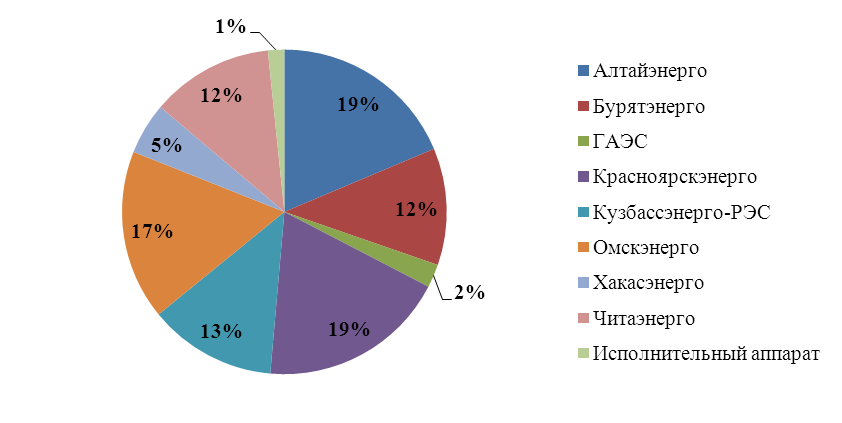 1%
19%
12%
2%
19%
13%
17%
5%
12%
Алтайэнерго
Бурятэнерго
ГАЭС
Красноярскэнерго
Кузбассэнерго-РЭС
Омскэнерго
Хакасэнерго
Читаэнерго
Исполнительный аппарат